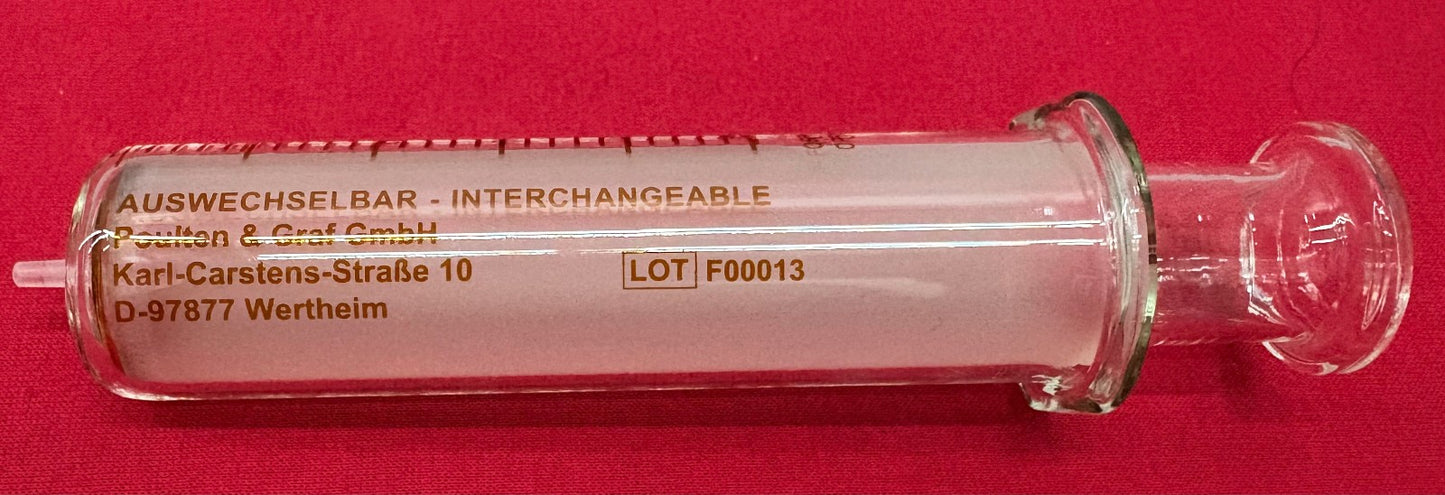 AUSWECHSELBAR - INTERCHANGEABLE
Poulten & Graf GmbH
Karl-Carstens-Straße 10 LOT F00013
D-97877 Wertheim